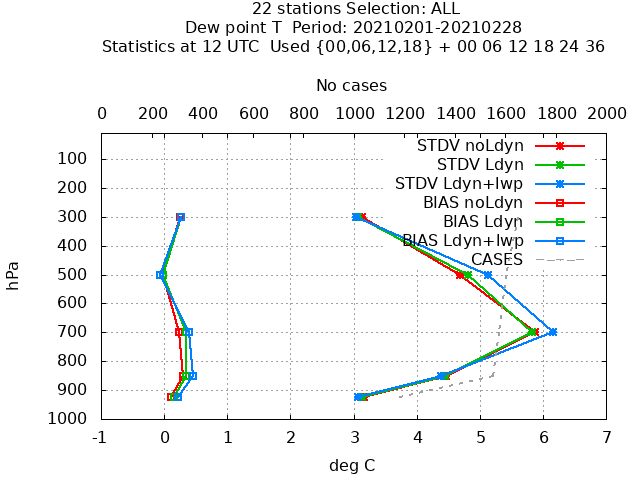 22 stations Selection: ALL
Dew point T  Period: 20210201-20210228
Statistics at 12 UTC  Used {00,06,12,18} + 00 06 12 18 24 36
No cases
0 200 400 600 800 1000 1200 1400 1600 1800 2000
STDV noLdyn
STDV Ldyn
STDV Ldyn+lwp
BIAS noLdyn
BIAS Ldyn
BIAS Ldyn+lwp
CASES
hPa
100
200
300
400
500
600
700
800
900
1000
-1 0 1 2 3 4 5 6 7
deg C